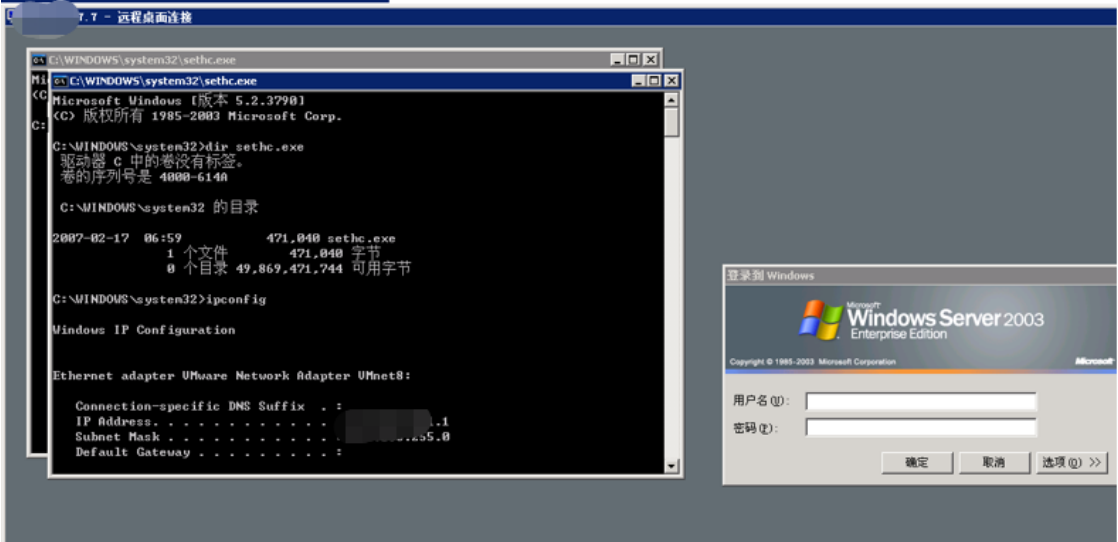 7.7 - 远程桌面连接
C:\WINDOWS\system32\sethc.exe
C:\WINDOWS\system32\sethc.exe
Microsoft Windows [版本 5.2.3790]
(C) 版权所有 1985-2003 Microsoft Corp.
C:\WINDOWS\system32>dir sethc.exe
驱动器 C 中的卷没有标签。
卷的序列号是 4000-614A
C:\WINDOWS\system32 的目录
2007-02-17 06:59 471,040 sethc.exe
1 个文件 471,040 字节
0 个目录 49,869,471,744 可用字节
C:\WINDOWS\system32>ipconfig
Windows IP Configuration
Ethernet adapter VMware Network Adapter VMnet8:
Connection-specific DNS Suffix . :
IP Address. . . . . . . . . . . . .1
Subnet Mask . . . . . . . . . . . .255.0
Default Gateway . . . . . . . . . :
登录到 Windows
Microsoft
Windows Server 2003
Enterprise Edition
Copyright © 1985-2003 Microsoft Corporation
Microsoft
用户名(U):
密码(P):
确定
取消
选项(O) >>